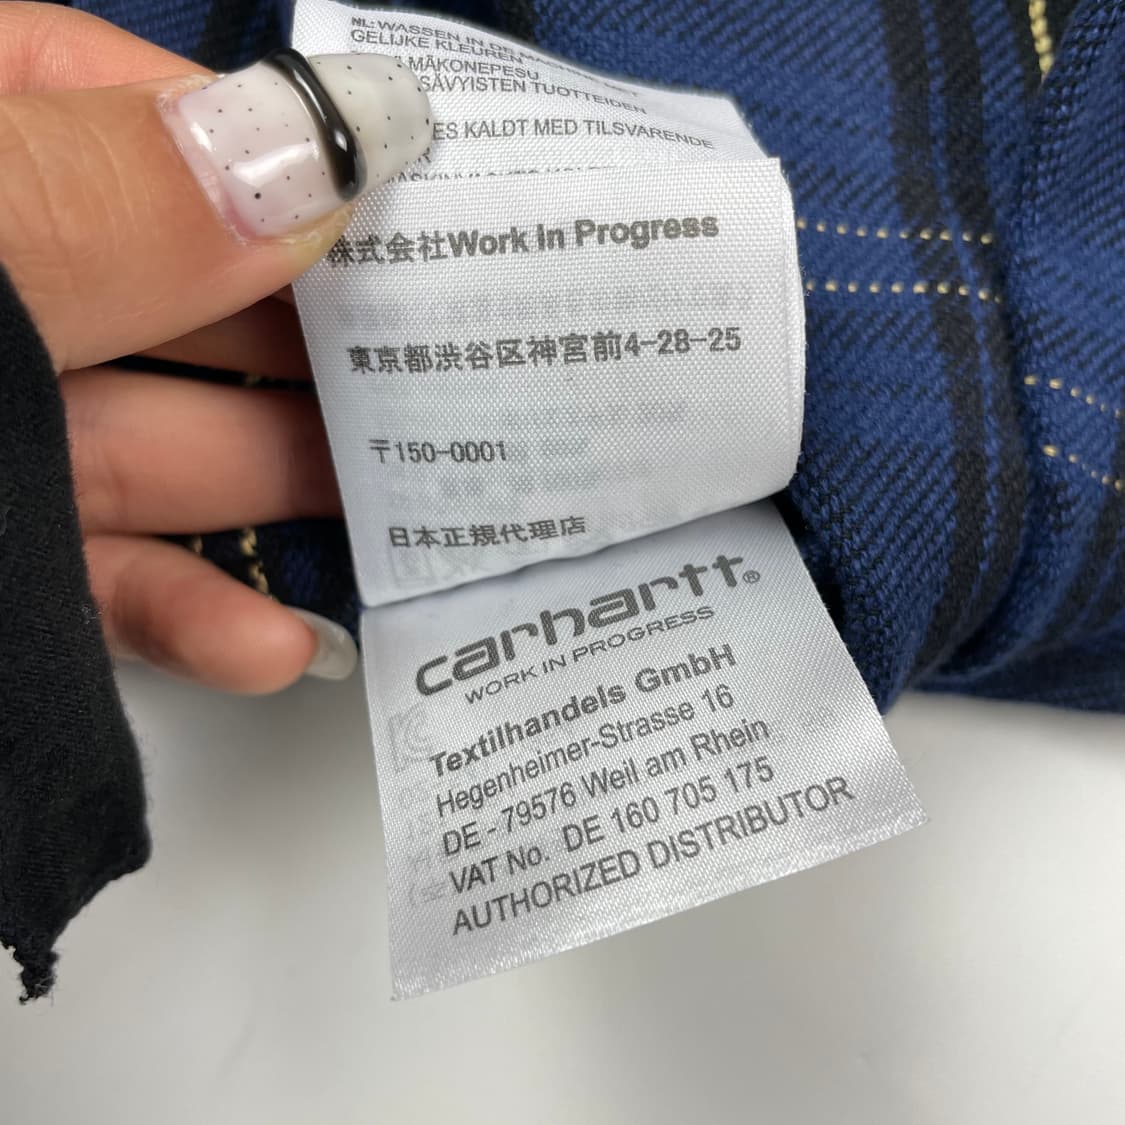 NL: WASSEN IN DE
GELIJKE KLEUREN
MÄKONEPESU
SÄVYISTEN TUOTTEIDEN
ES KALDT MED TILSVARENDE
株式会社Work In Progress
東京都渋谷区神宮前4-28-25
〒150-0001
日本正規代理店
carhartt®
WORK IN PROGRESS
Textilhandels GmbH
Hegenheimer-Strasse 16
DE - 79576 Weil am Rhein
VAT No. DE 160 705 175
AUTHORIZED DISTRIBUTOR